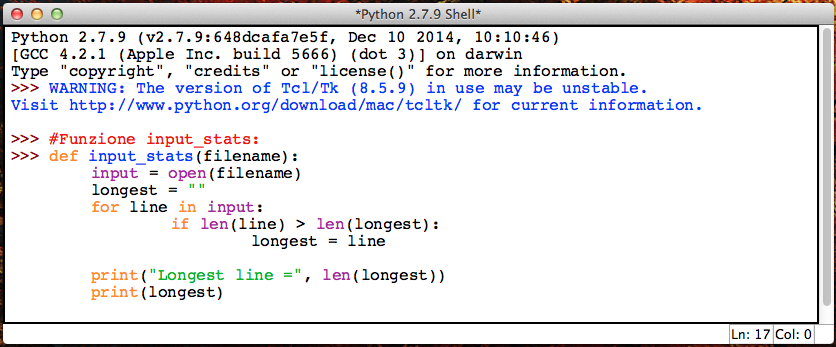 *Python 2.7.9 Shell*
Python 2.7.9 (v2.7.9:648dcafa7e5f, Dec 10 2014, 10:10:46)
[GCC 4.2.1 (Apple Inc. build 5666) (dot 3)] on darwin
Type "copyright", "credits" or "license()" for more information.
>>> WARNING: The version of Tcl/Tk (8.5.9) in use may be unstable.
Visit http://www.python.org/download/mac/tcltk/ for current information.
>>> #Funzione input_stats:
>>> def input_stats(filename):
input = open(filename)
longest = ""
for line in input:
if len(line) > len(longest):
longest = line
print("Longest line =", len(longest))
print(longest)
Ln: 17 Col: 0